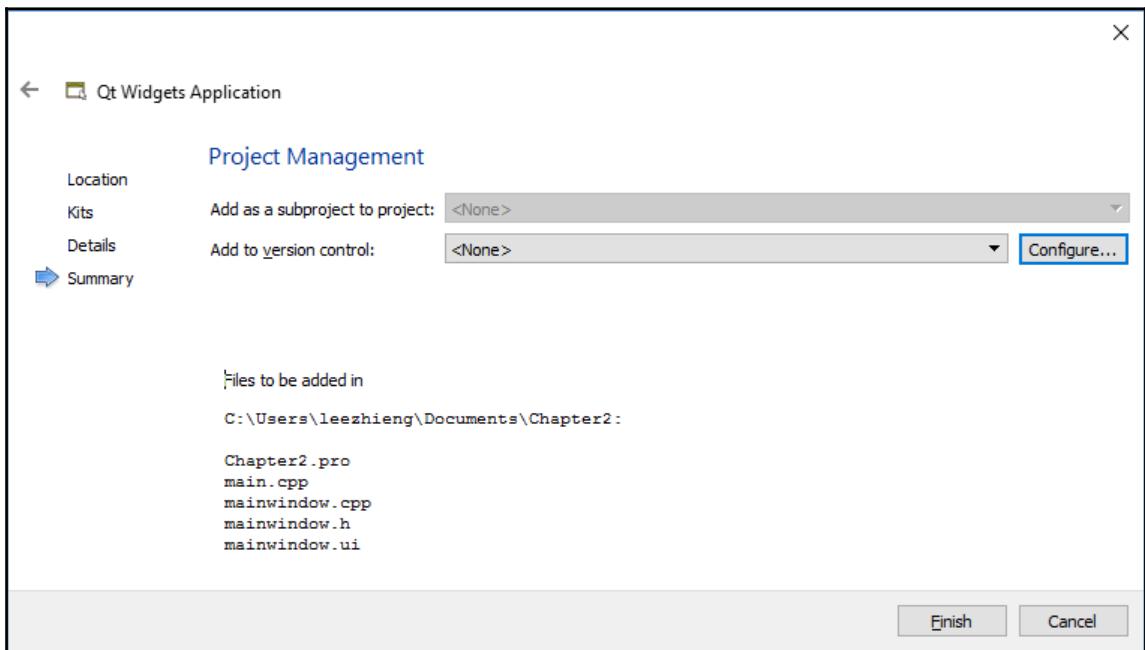 Qt Widgets Application
Project Management
Location
Kits
Details
Summary
Add as a subproject to project: <None>
Add to version control: <None> Configure...
Files to be added in
C:\Users\leezhieng\Documents\Chapter2:
Chapter2.pro
main.cpp
mainwindow.cpp
mainwindow.h
mainwindow.ui
Finish Cancel